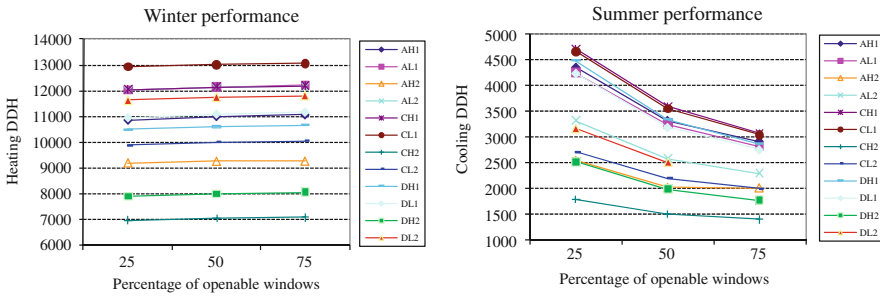 Winter performance
14000
13000
12000
11000
10000
9000
8000
7000
6000
Heating DDH
25 50 75
Percentage of openable windows
AH1
AL1
AH2
AL2
CH1
CL1
CH2
CL2
DH1
DL1
DH2
DL2
Summer performance
5000
4500
4000
3500
3000
2500
2000
1500
1000
Cooling DDH
25 50 75
Percentage of openable windows
AH1
AL1
AH2
AL2
CH1
CL1
CH2
CL2
DH1
DL1
DH2
DL2